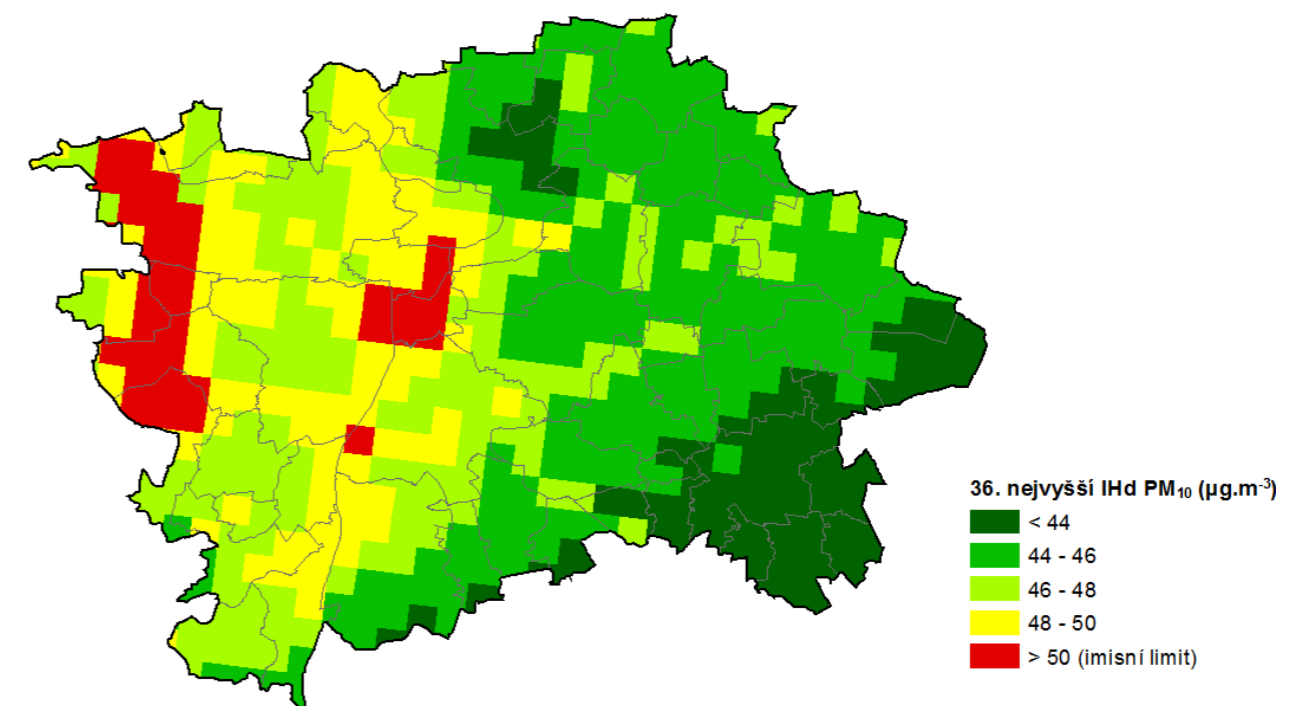 36. nejvyšší IHd PM₁₀ (µg.m⁻³)
< 44
44 - 46
46 - 48
48 - 50
> 50 (imisní limit)